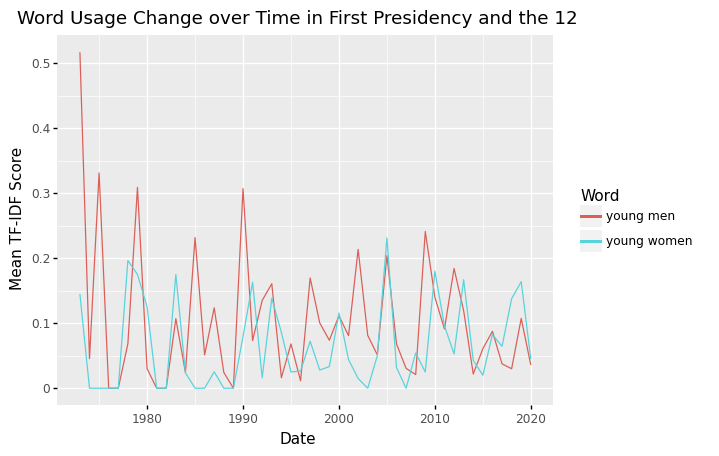 Word Usage Change over Time in First Presidency and the 12
0.5
0.4
0.3
0.2
0.1
0
Mean TF-IDF Score
1980 1990 2000 2010 2020
Date
Word
young men
young women